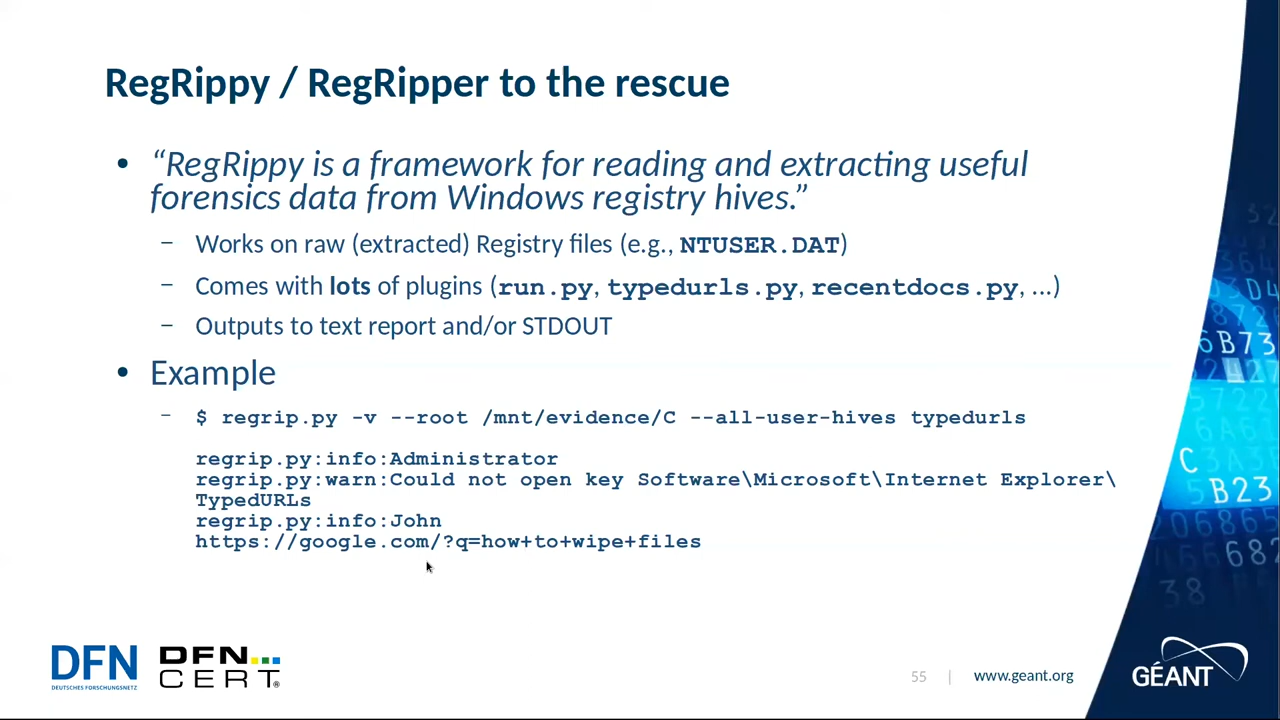 RegRippy / RegRipper to the rescue
• “RegRippy is a framework for reading and extracting useful
forensics data from Windows registry hives.”
– Works on raw (extracted) Registry files (e.g., NTUSER.DAT)
– Comes with lots of plugins (run.py, typedurls.py, recentdocs.py, ...)
– Outputs to text report and/or STDOUT
• Example
– $ regrip.py -v --root /mnt/evidence/C --all-user-hives typedurls
regrip.py:info:Administrator
regrip.py:warn:Could not open key Software\Microsoft\Internet Explorer\
TypedURLs
regrip.py:info:John
https://google.com/?q=how+to+wipe+files
DFN
DEUTSCHES FORSCHUNGSNETZ
DFN
CERT®
55 | www.geant.org
GÉANT
B73
C
B23
682
38